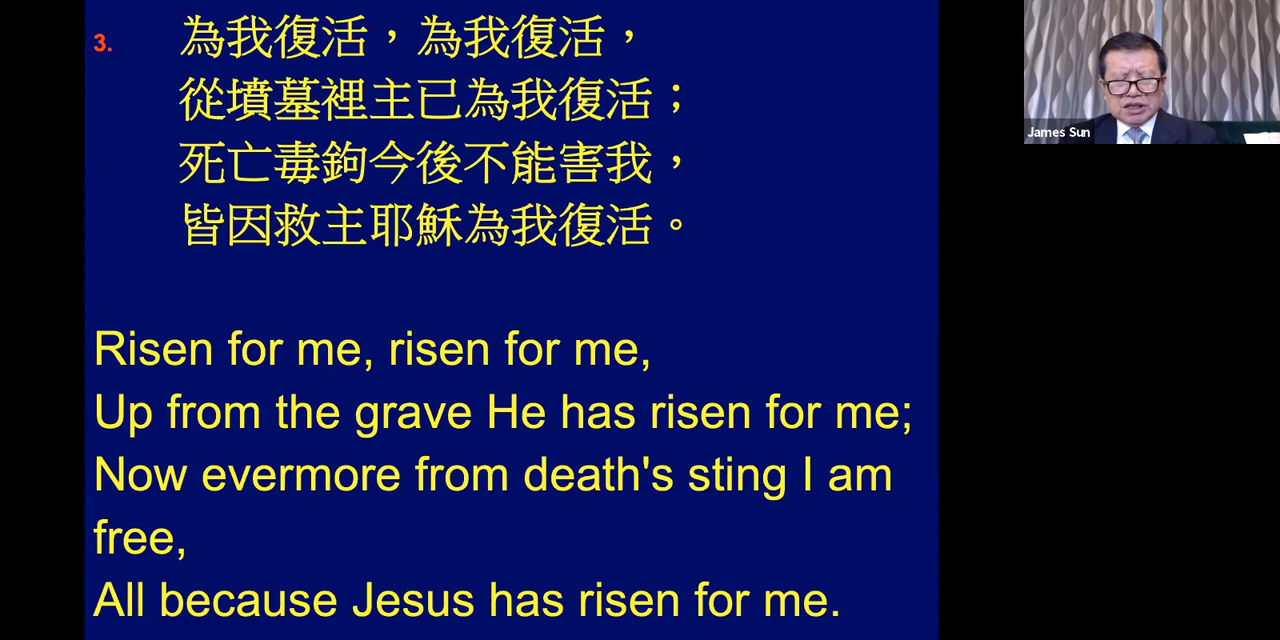 3.
為我復活，為我復活，
從墳墓裡主已為我復活；
死亡毒鉤今後不能害我，
皆因救主耶穌為我復活。
Risen for me, risen for me,
Up from the grave He has risen for me;
Now evermore from death's sting I am
free,
All because Jesus has risen for me.
James Sun